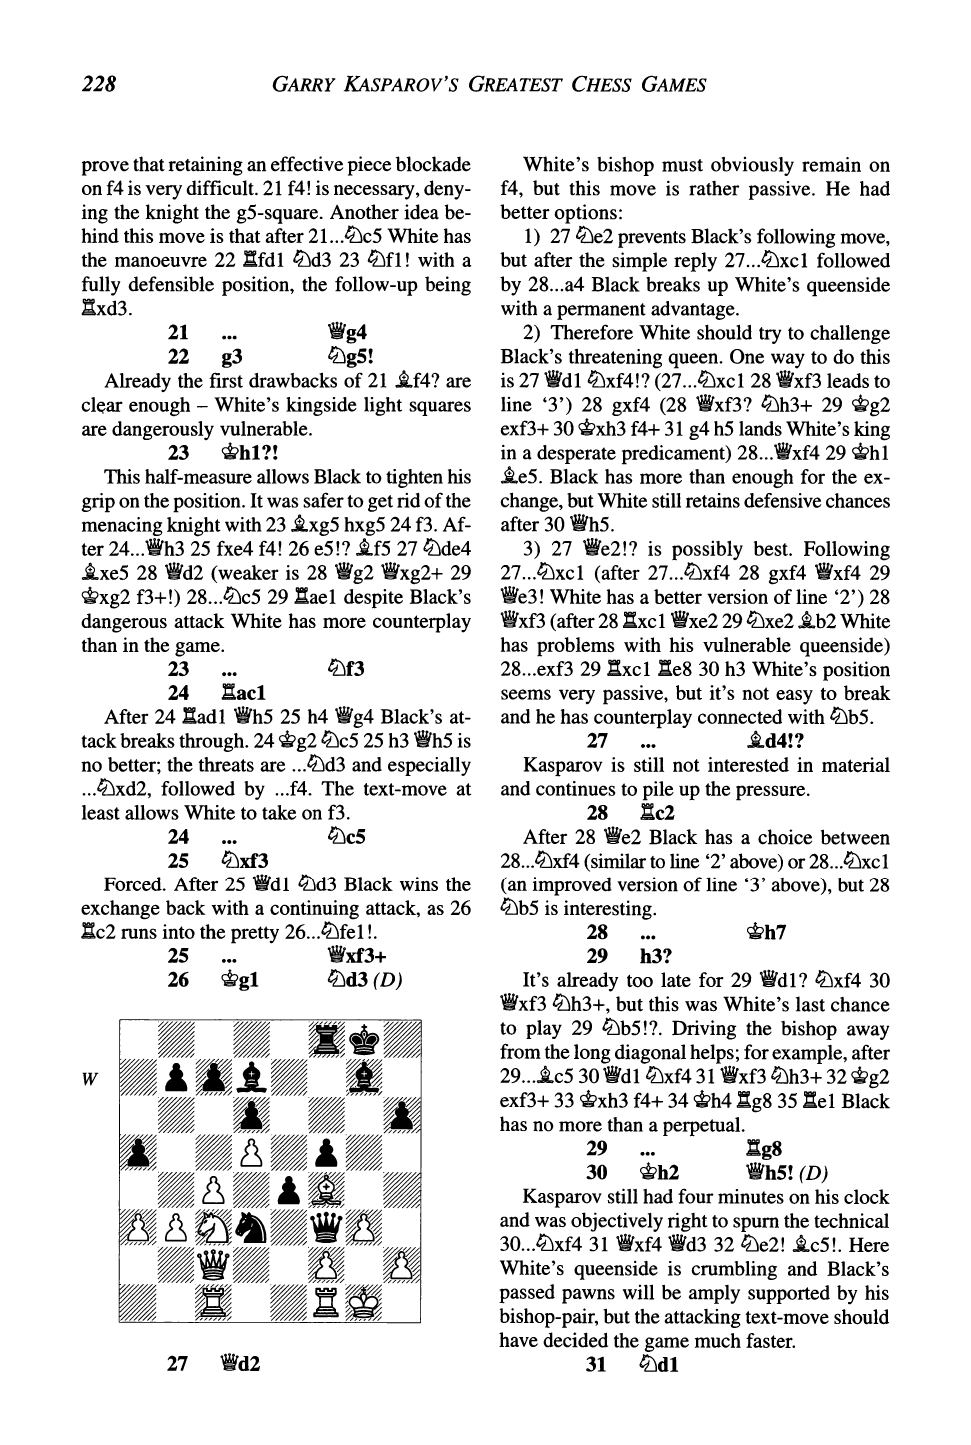 228
GARRY KASPAROV'S GREATEST CHESS GAMES
prove that retaining an effective piece blockade
on f4 is very difficult. 21 f4! is necessary, deny-
ing the knight the g5-square. Another idea be-
hind this move is that after 21...♘c5 White has
the manoeuvre 22 ♖fd1 ♘d3 23 ♘f1! with a
fully defensible position, the follow-up being
♖xd3.
21 ... ♕g4
22 g3 ♘g5!
Already the first drawbacks of 21 ♗f4? are
clear enough – White's kingside light squares
are dangerously vulnerable.
23 ♔h1?!
This half-measure allows Black to tighten his
grip on the position. It was safer to get rid of the
menacing knight with 23 ♗xg5 hxg5 24 f3. Af-
ter 24...♕h3 25 fxe4 f4! 26 e5!? ♗f5 27 ♘de4
♗xe5 28 ♕d2 (weaker is 28 ♕g2 ♕xg2+ 29
♔xg2 f3+!) 28...♘c5 29 ♖ae1 despite Black's
dangerous attack White has more counterplay
than in the game.
23 ... ♘f3
24 ♖ac1
After 24 ♖ad1 ♕h5 25 h4 ♕g4 Black's at-
tack breaks through. 24 ♔g2 ♘c5 25 h3 ♕h5 is
no better; the threats are ...♘d3 and especially
...♘xd2, followed by ...f4. The text-move at
least allows White to take on f3.
24 ... ♘c5
25 ♘xf3
Forced. After 25 ♕d1 ♘d3 Black wins the
exchange back with a continuing attack, as 26
♖c2 runs into the pretty 26...♘fe1!.
25 ... ♕xf3+
26 ♔g1 ♘d3 (D)
W
27 ♕d2
White's bishop must obviously remain on
f4, but this move is rather passive. He had
better options:
1) 27 ♘e2 prevents Black's following move,
but after the simple reply 27...♘xc1 followed
by 28...a4 Black breaks up White's queenside
with a permanent advantage.
2) Therefore White should try to challenge
Black's threatening queen. One way to do this
is 27 ♕d1 ♘xf4!? (27...♘xc1 28 ♕xf3 leads to
line '3') 28 gxf4 (28 ♕xf3? ♘h3+ 29 ♔g2
exf3+ 30 ♔xh3 f4+ 31 g4 h5 lands White's king
in a desperate predicament) 28...♕xf4 29 ♔h1
♗e5. Black has more than enough for the ex-
change, but White still retains defensive chances
after 30 ♕h5.
3) 27 ♕e2!? is possibly best. Following
27...♘xc1 (after 27...♘xf4 28 gxf4 ♕xf4 29
♕e3! White has a better version of line '2') 28
♕xf3 (after 28 ♖xc1 ♕xe2 29 ♘xe2 ♗b2 White
has problems with his vulnerable queenside)
28...exf3 29 ♖xc1 ♖e8 30 h3 White's position
seems very passive, but it's not easy to break
and he has counterplay connected with ♘b5.
27 ... ♗d4!?
Kasparov is still not interested in material
and continues to pile up the pressure.
28 ♖c2
After 28 ♕e2 Black has a choice between
28...♘xf4 (similar to line '2' above) or 28...♘xc1
(an improved version of line '3' above), but 28
♘b5 is interesting.
28 ... ♔h7
29 h3?
It's already too late for 29 ♕d1? ♘xf4 30
♕xf3 ♘h3+, but this was White's last chance
to play 29 ♘b5!?. Driving the bishop away
from the long diagonal helps; for example, after
29...♗c5 30 ♕d1 ♘xf4 31 ♕xf3 ♘h3+ 32 ♔g2
exf3+ 33 ♔xh3 f4+ 34 ♔h4 ♖g8 35 ♖e1 Black
has no more than a perpetual.
29 ... ♖g8
30 ♔h2 ♕h5! (D)
Kasparov still had four minutes on his clock
and was objectively right to spurn the technical
30...♘xf4 31 ♕xf4 ♕d3 32 ♘e2! ♗c5!. Here
White's queenside is crumbling and Black's
passed pawns will be amply supported by his
bishop-pair, but the attacking text-move should
have decided the game much faster.
31 ♘d1